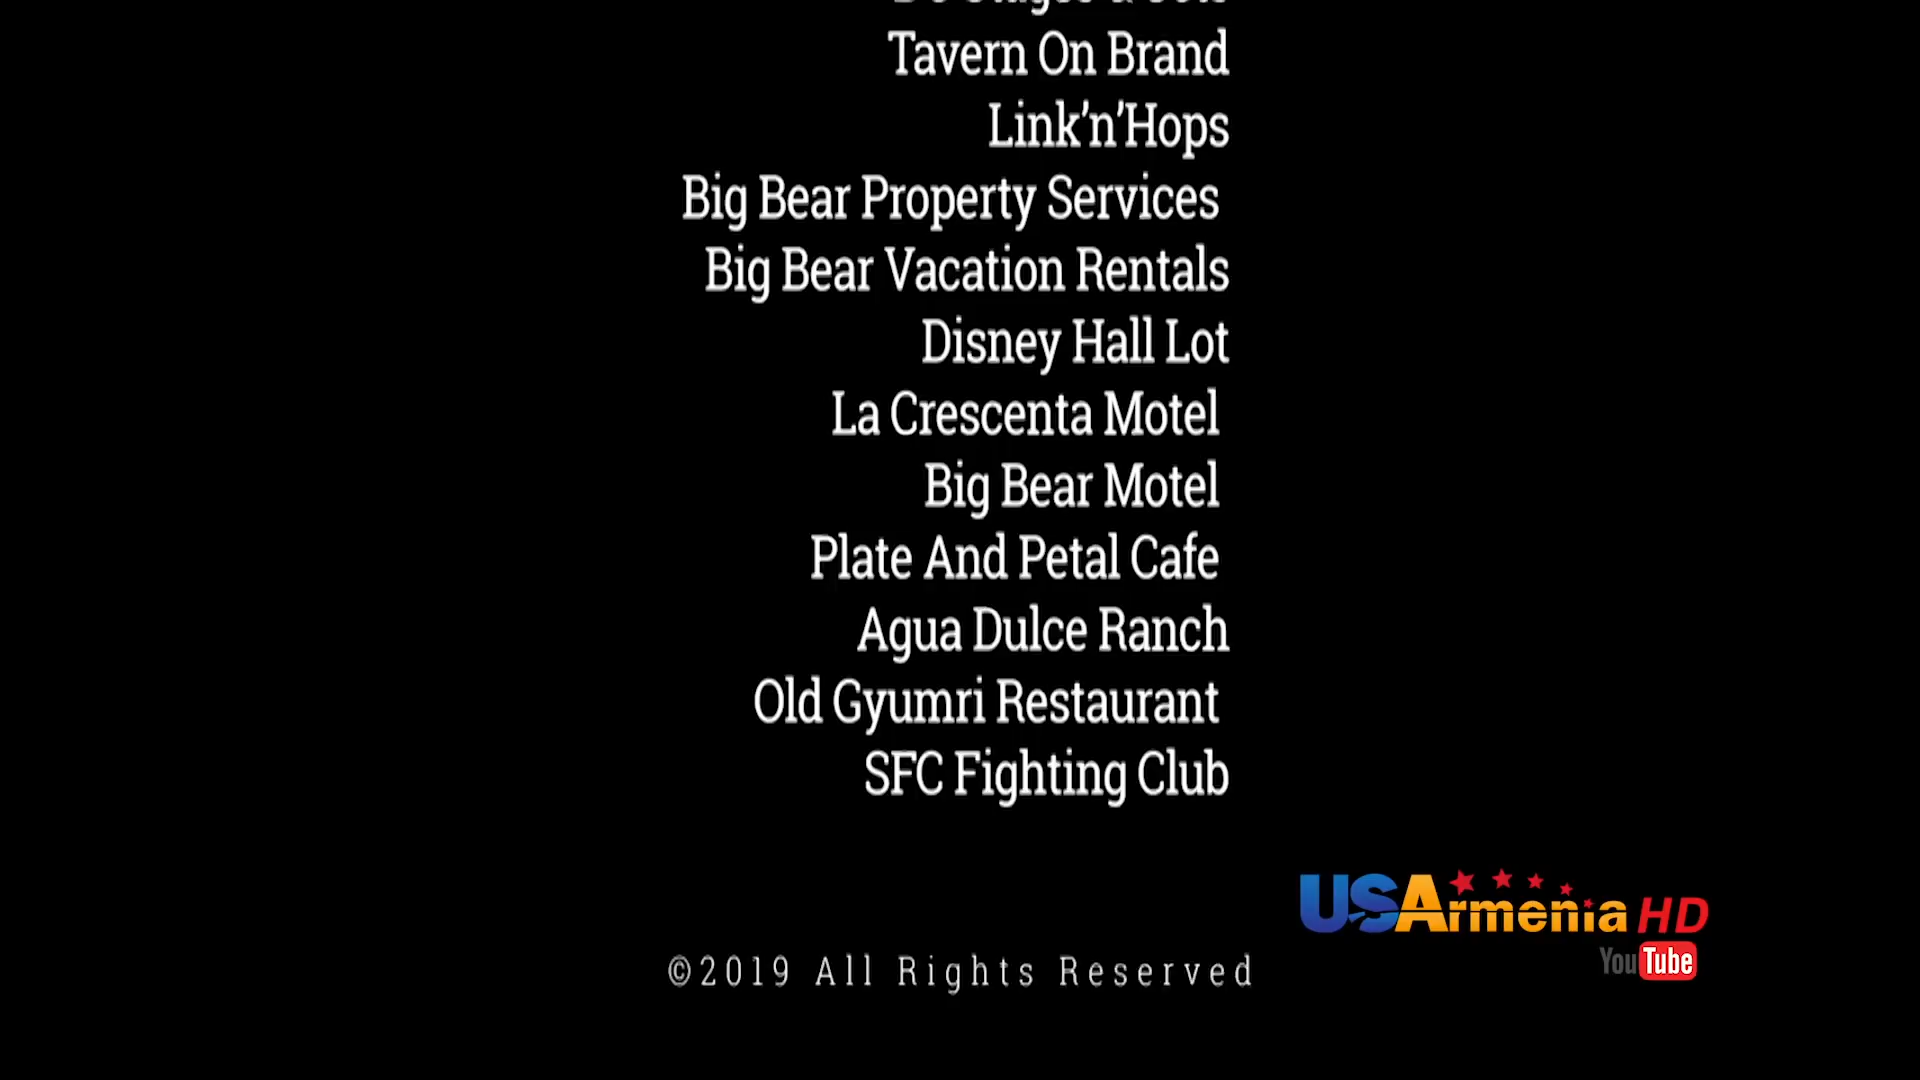 Tavern On Brand
Link’n’Hops
Big Bear Property Services
Big Bear Vacation Rentals
Disney Hall Lot
La Crescenta Motel
Big Bear Motel
Plate And Petal Cafe
Agua Dulce Ranch
Old Gyumri Restaurant
SFC Fighting Club
USArmenia HD
YouTube
©2019 All Rights Reserved